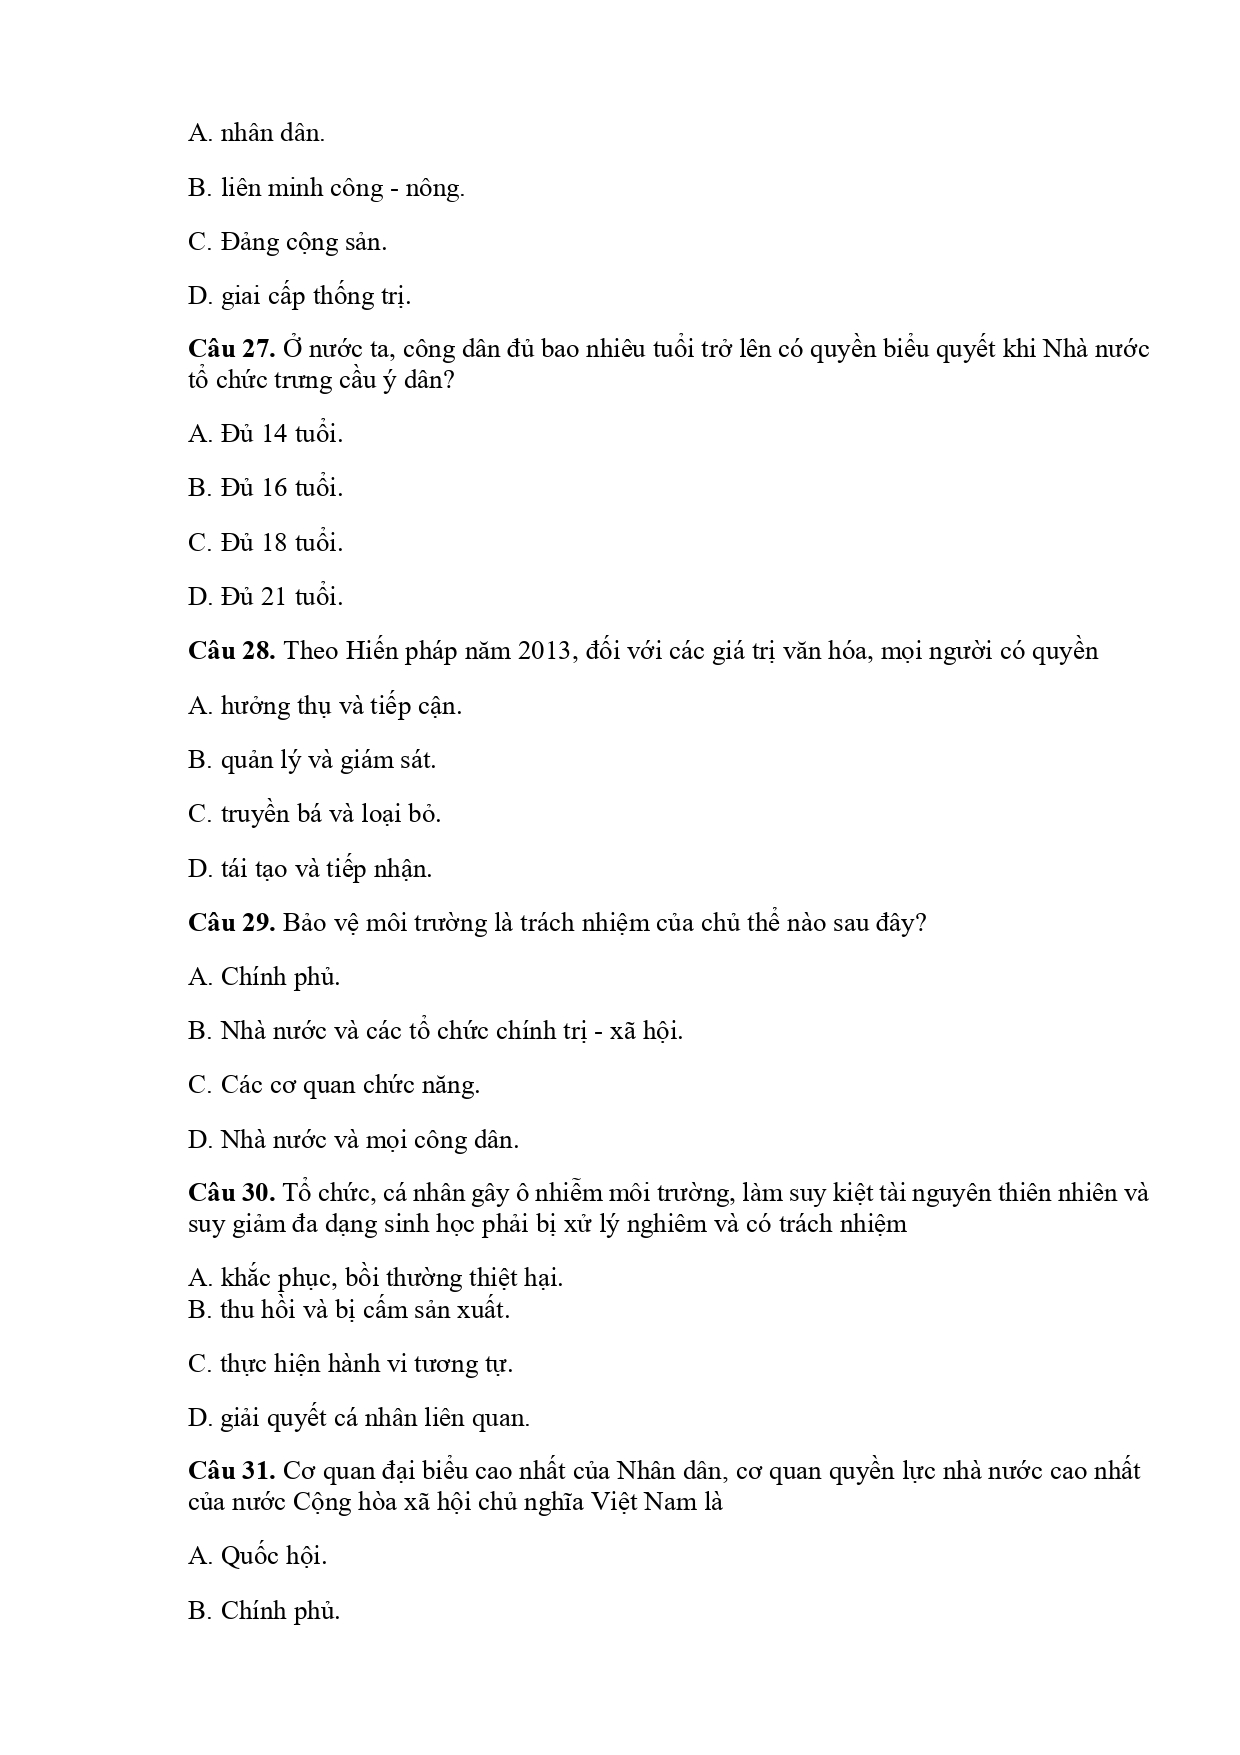 A. nhân dân.
B. liên minh công - nông.
C. Đảng cộng sản.
D. giai cấp thống trị.
Câu 27. Ở nước ta, công dân đủ bao nhiêu tuổi trở lên có quyền biểu quyết khi Nhà nước
tổ chức trưng cầu ý dân?
A. Đủ 14 tuổi.
B. Đủ 16 tuổi.
C. Đủ 18 tuổi.
D. Đủ 21 tuổi.
Câu 28. Theo Hiến pháp năm 2013, đối với các giá trị văn hóa, mọi người có quyền
A. hưởng thụ và tiếp cận.
B. quản lý và giám sát.
C. truyền bá và loại bỏ.
D. tái tạo và tiếp nhận.
Câu 29. Bảo vệ môi trường là trách nhiệm của chủ thể nào sau đây?
A. Chính phủ.
B. Nhà nước và các tổ chức chính trị - xã hội.
C. Các cơ quan chức năng.
D. Nhà nước và mọi công dân.
Câu 30. Tổ chức, cá nhân gây ô nhiễm môi trường, làm suy kiệt tài nguyên thiên nhiên và
suy giảm đa dạng sinh học phải bị xử lý nghiêm và có trách nhiệm
A. khắc phục, bồi thường thiệt hại.
B. thu hồi và bị cấm sản xuất.
C. thực hiện hành vi tương tự.
D. giải quyết cá nhân liên quan.
Câu 31. Cơ quan đại biểu cao nhất của Nhân dân, cơ quan quyền lực nhà nước cao nhất
của nước Cộng hòa xã hội chủ nghĩa Việt Nam là
A. Quốc hội.
B. Chính phủ.